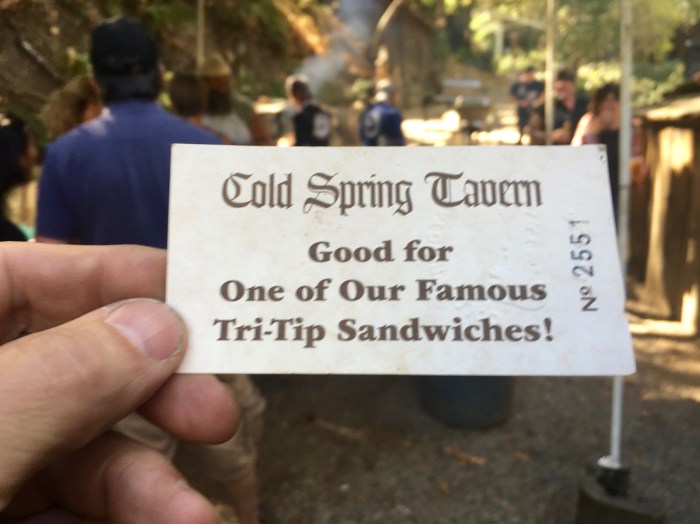 Cold Spring Tavern
Good for
One of Our Famous
Tri-Tip Sandwiches!
Nº 2551